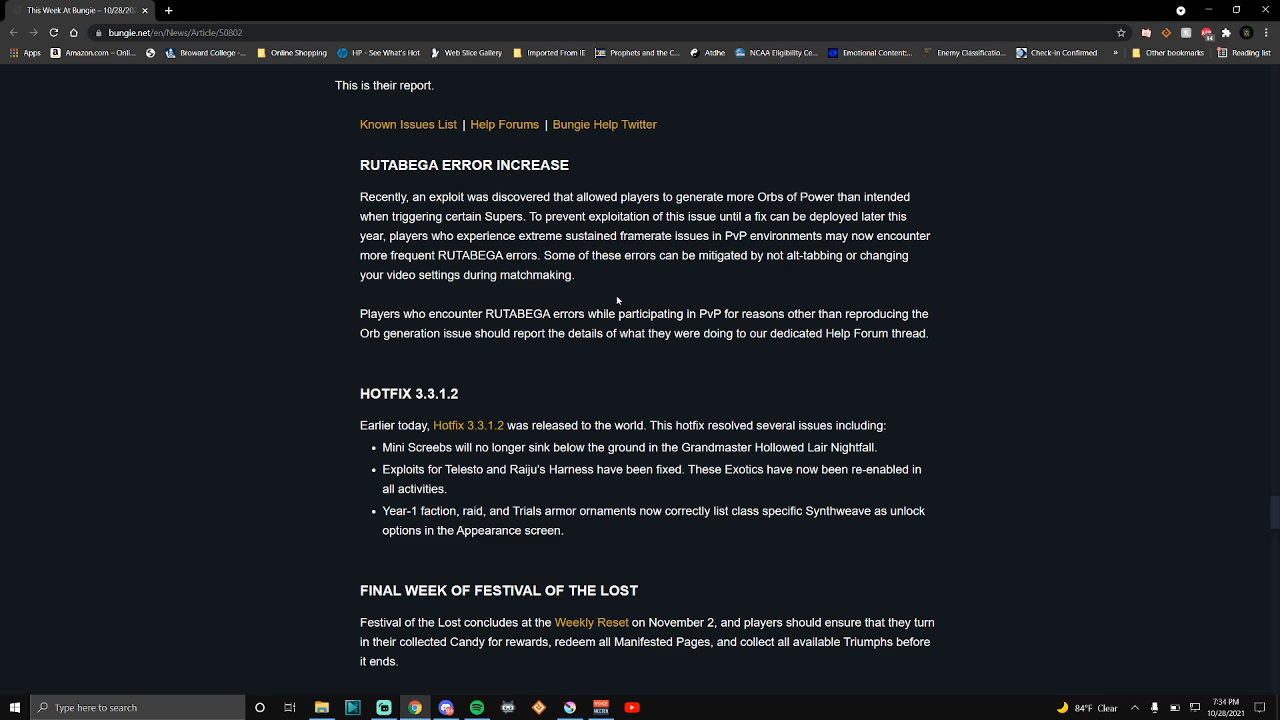 This Week At Bungie – 10/28/20
bungie.net/en/News/Article/50802
Apps
Amazon.com – Onli...
Broward College -...
Online Shopping
HP - See What's Hot
Web Slice Gallery
Imported From IE
Prophets and the C...
Atdhe
NCAA Eligibility Ce...
Emotional Content:...
Enemy Classificatio...
Check-In Confirmed
»
Other bookmarks
Reading list
This is their report.
Known Issues List | Help Forums | Bungie Help Twitter
RUTABEGA ERROR INCREASE
Recently, an exploit was discovered that allowed players to generate more Orbs of Power than intended
when triggering certain Supers. To prevent exploitation of this issue until a fix can be deployed later this
year, players who experience extreme sustained framerate issues in PvP environments may now encounter
more frequent RUTABEGA errors. Some of these errors can be mitigated by not alt-tabbing or changing
your video settings during matchmaking.
Players who encounter RUTABEGA errors while participating in PvP for reasons other than reproducing the
Orb generation issue should report the details of what they were doing to our dedicated Help Forum thread.
HOTFIX 3.3.1.2
Earlier today, Hotfix 3.3.1.2 was released to the world. This hotfix resolved several issues including:
• Mini Screebs will no longer sink below the ground in the Grandmaster Hollowed Lair Nightfall.
• Exploits for Telesto and Raiju's Harness have been fixed. These Exotics have now been re-enabled in
all activities.
• Year-1 faction, raid, and Trials armor ornaments now correctly list class specific Synthweave as unlock
options in the Appearance screen.
FINAL WEEK OF FESTIVAL OF THE LOST
Festival of the Lost concludes at the Weekly Reset on November 2, and players should ensure that they turn
in their collected Candy for rewards, redeem all Manifested Pages, and collect all available Triumphs before
it ends.
Type here to search
84°F Clear
7:34 PM
10/28/2021